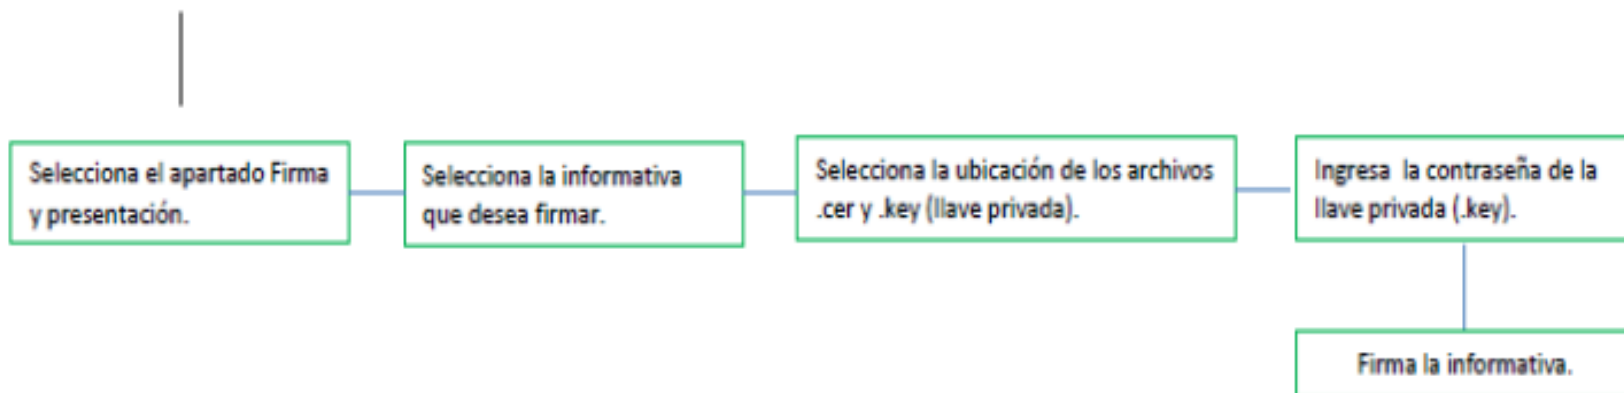 Selecciona el apartado Firma
y presentación.
Selecciona la informativa
que desea firmar.
Selecciona la ubicación de los archivos
.cer y .key (llave privada).
Ingresa  la contraseña de la
llave privada (.key).
Firma la informativa.